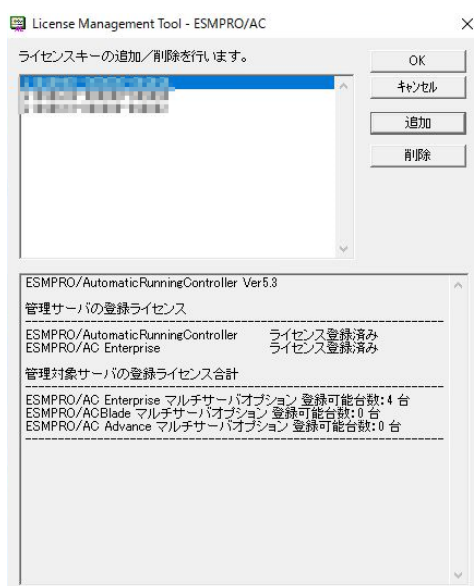 License Management Tool - ESMPRO/AC
ライセンスキーの追加／削除を行います。
OK
キャンセル
追加
削除
ESMPRO/AutomaticRunningController Ver5.3
管理サーバの登録ライセンス
ESMPRO/AutomaticRunningController ライセンス登録済み
ESMPRO/AC Enterprise ライセンス登録済み
管理対象サーバの登録ライセンス合計
ESMPRO/AC Enterprise マルチサーバオプション 登録可能台数:4 台
ESMPRO/ACBlade マルチサーバオプション 登録可能台数:0 台
ESMPRO/AC Advance マルチサーバオプション 登録可能台数:0 台